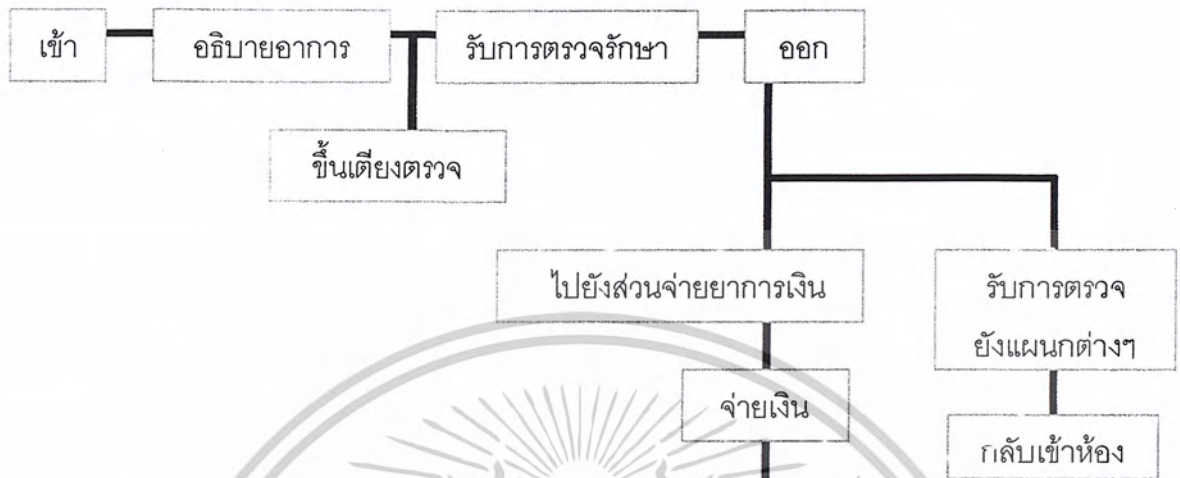 เข้า
อธิบายอาการ
รับการตรวจรักษา
ออก
ขึ้นเตียงตรวจ
ไปยังส่วนจ่ายยาการเงิน
รับการตรวจ
ยังแผนกต่างๆ
จ่ายเงิน
กลับเข้าห้อง